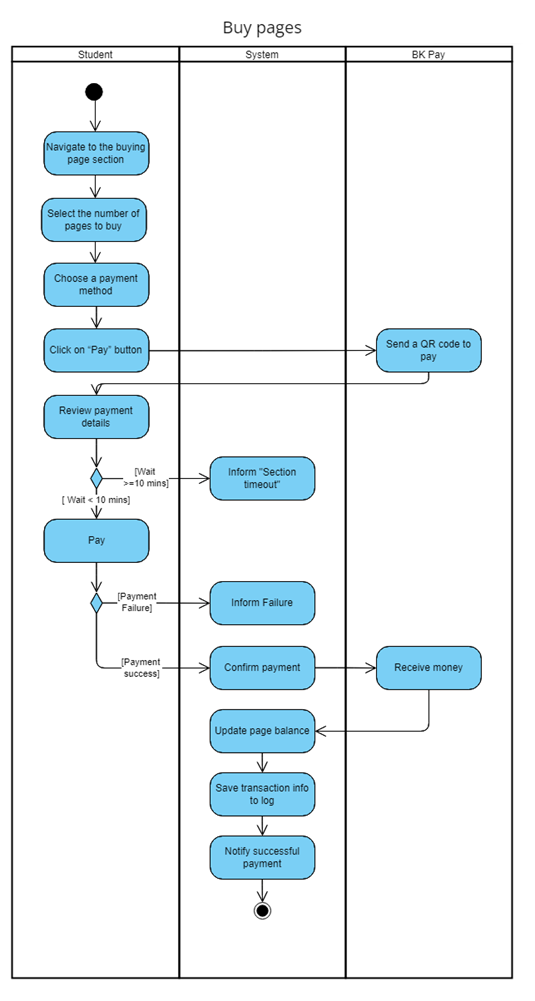 Buy pages
Student
System
BK Pay
Navigate to the buying
page section
Select the number of
pages to buy
Choose a payment
method
Click on “Pay” button
Send a QR code to
pay
Review payment
details
[Wait
>=10 mins]
Inform "Section
timeout"
[ Wait < 10 mins]
Pay
[Payment
Failure]
Inform Failure
[Payment
success]
Confirm payment
Receive money
Update page balance
Save transaction info
to log
Notify successful
payment